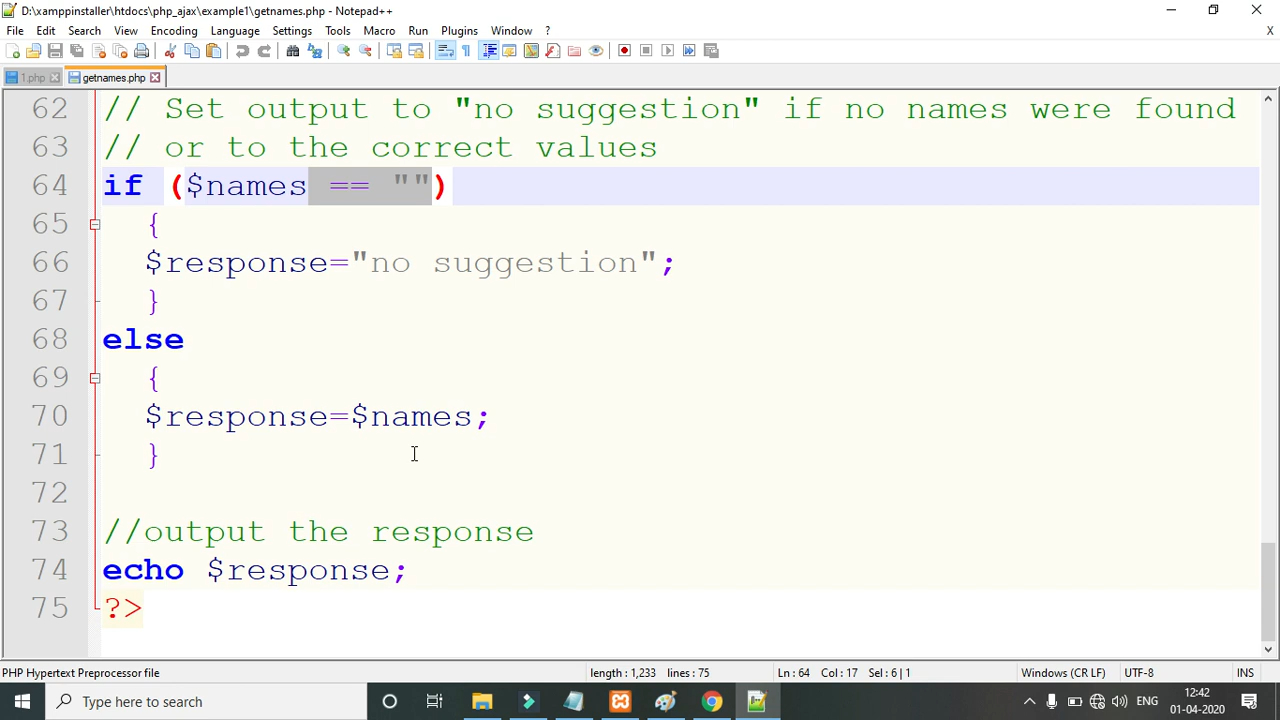 D:\xamppinstaller\htdocs\php_ajax\example1\getnames.php - Notepad++
File Edit Search View Encoding Language Settings Tools Macro Run Plugins Window ? X
1.php getnames.php
62 // Set output to "no suggestion" if no names were found
63 // or to the correct values
64 if ($names == "")
65 {
66 $response="no suggestion";
67 }
68 else
69 {
70 $response=$names;
71 }
72
73 //output the response
74 echo $response;
75 ?>
PHP Hypertext Preprocessor file length : 1,233 lines : 75 Ln : 64 Col : 17 Sel : 6 | 1 Windows (CR LF) UTF-8 INS
Type here to search
ENG
12:42
01-04-2020